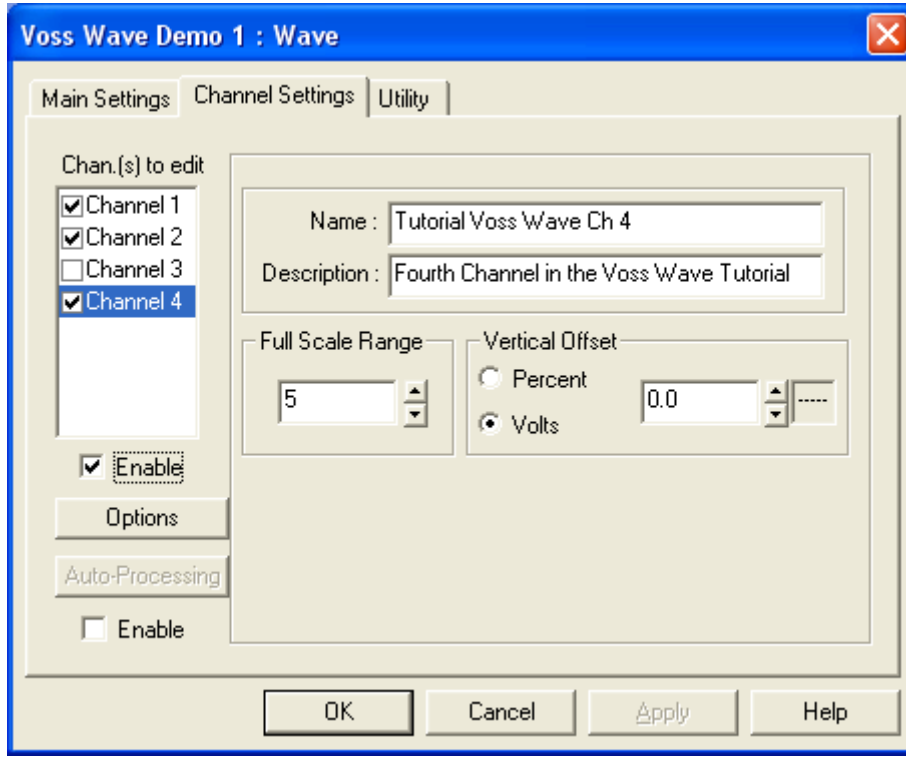 Voss Wave Demo 1 : Wave
Main Settings Channel Settings Utility
Chan.(s) to edit
Channel 1
Channel 2
Channel 3
Channel 4
Enable
Options
Auto-Processing
Enable
Name : Tutorial Voss Wave Ch 4
Description : Fourth Channel in the Voss Wave Tutorial
Full Scale Range
5
Vertical Offset
Percent
Volts
0.0 -----
OK Cancel Apply Help